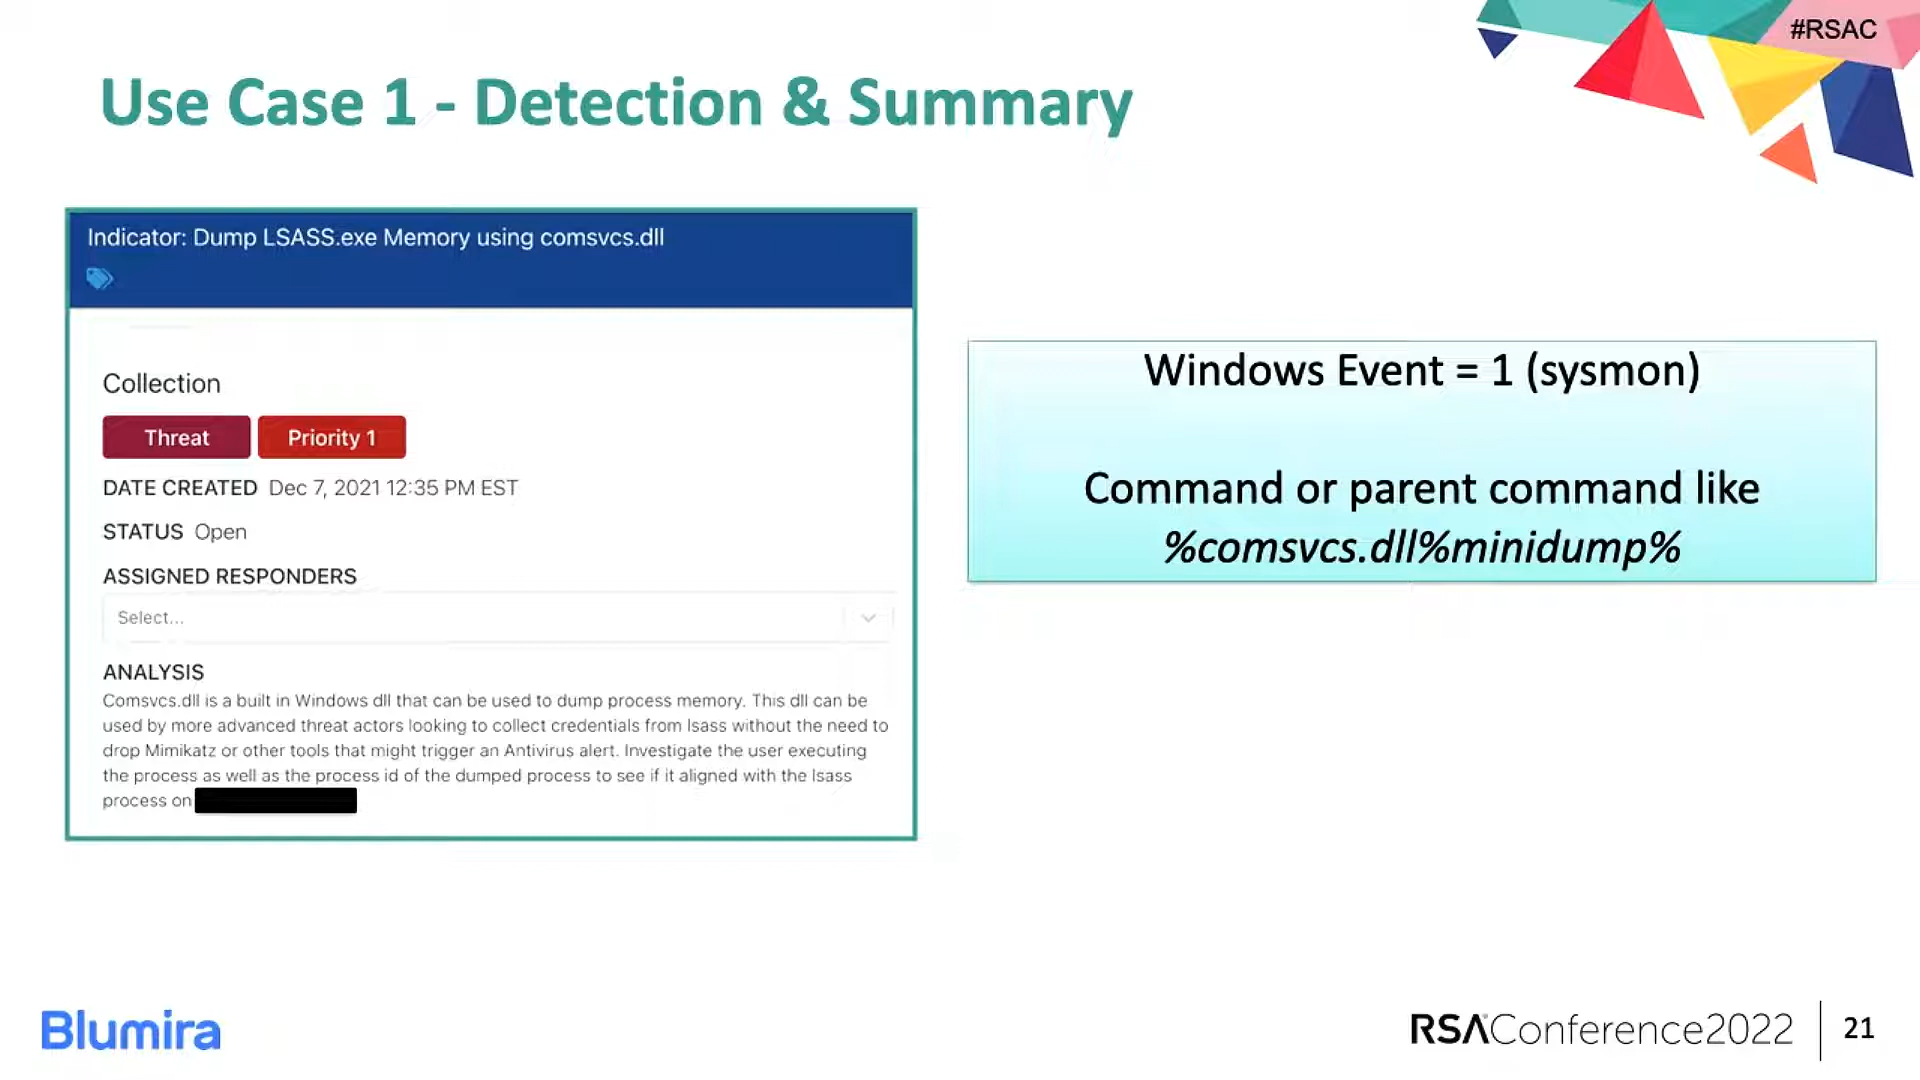 #RSAC
Use Case 1 - Detection & Summary
Indicator: Dump LSASS.exe Memory using comsvcs.dll
Collection
Threat
Priority 1
DATE CREATED Dec 7, 2021 12:35 PM EST
STATUS Open
ASSIGNED RESPONDERS
Select...
ANALYSIS
Comsvcs.dll is a built in Windows dll that can be used to dump process memory. This dll can be
used by more advanced threat actors looking to collect credentials from lsass without the need to
drop Mimikatz or other tools that might trigger an Antivirus alert. Investigate the user executing
the process as well as the process id of the dumped process to see if it aligned with the lsass
process on
Windows Event = 1 (sysmon)
Command or parent command like
%comsvcs.dll%minidump%
Blumira
RSAConference2022
21